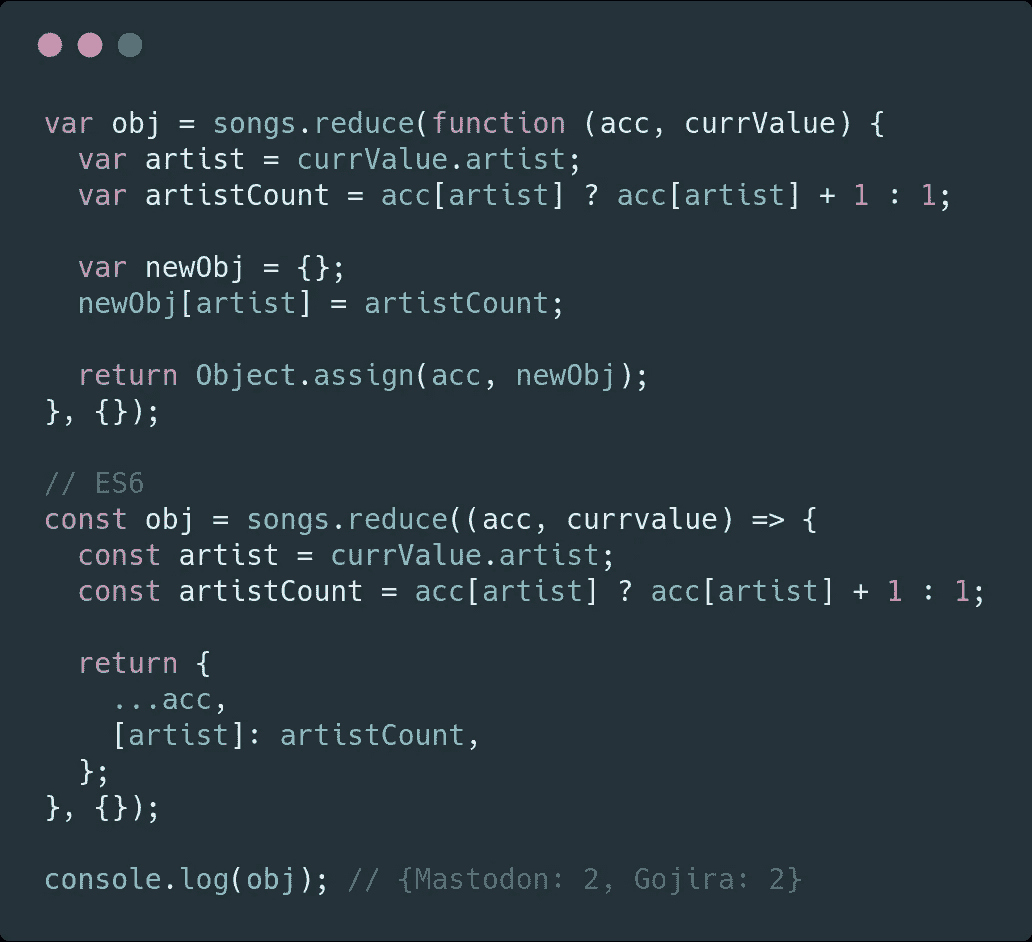 var obj = songs.reduce(function (acc, currValue) {
  var artist = currValue.artist;
  var artistCount = acc[artist] ? acc[artist] + 1 : 1;

  var newObj = {};
  newObj[artist] = artistCount;

  return Object.assign(acc, newObj);
}, {});

// ES6
const obj = songs.reduce((acc, currvalue) => {
  const artist = currValue.artist;
  const artistCount = acc[artist] ? acc[artist] + 1 : 1;

  return {
    ...acc,
    [artist]: artistCount,
  };
}, {});

console.log(obj); // {Mastodon: 2, Gojira: 2}